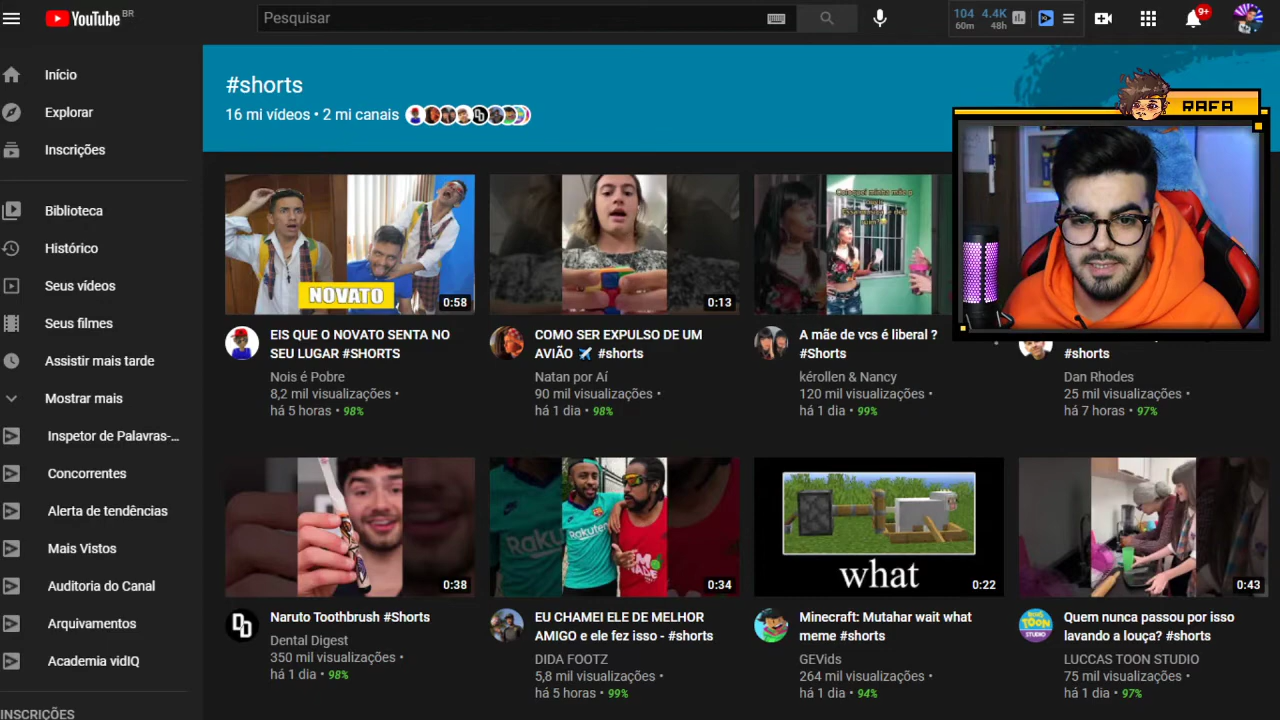 YouTube BR
Pesquisar
104 4.4K
60m 48h
9+
Início
Explorar
Inscrições
Biblioteca
Histórico
Seus vídeos
Seus filmes
Assistir mais tarde
Mostrar mais
Inspetor de Palavras-...
Concorrentes
Alerta de tendências
Mais Vistos
Auditoria do Canal
Arquivamentos
Academia vidIQ
INSCRIÇÕES
#shorts
16 mi vídeos • 2 mi canais
RAFA
NOVATO
0:58
EIS QUE O NOVATO SENTA NO
SEU LUGAR #SHORTS
Nois é Pobre
8,2 mil visualizações •
há 5 horas • 98%
0:13
COMO SER EXPULSO DE UM
AVIÃO ✈️ #shorts
Natan por Aí
90 mil visualizações •
há 1 dia • 98%
A mãe de vcs é liberal ?
#Shorts
kérollen & Nancy
120 mil visualizações •
há 1 dia • 99%
#shorts
Dan Rhodes
25 mil visualizações •
há 7 horas • 97%
0:38
Naruto Toothbrush #Shorts
DD
Dental Digest
350 mil visualizações •
há 1 dia • 98%
Rakuten
0:34
EU CHAMEI ELE DE MELHOR
AMIGO e ele fez isso - #shorts
DIDA FOOTZ
5,8 mil visualizações •
há 5 horas • 99%
what
0:22
Minecraft: Mutahar wait what
meme #shorts
GEVids
264 mil visualizações •
há 1 dia • 94%
0:43
Quem nunca passou por isso
lavando a louça? #shorts
LUCCAS TOON STUDIO
75 mil visualizações •
há 1 dia • 97%